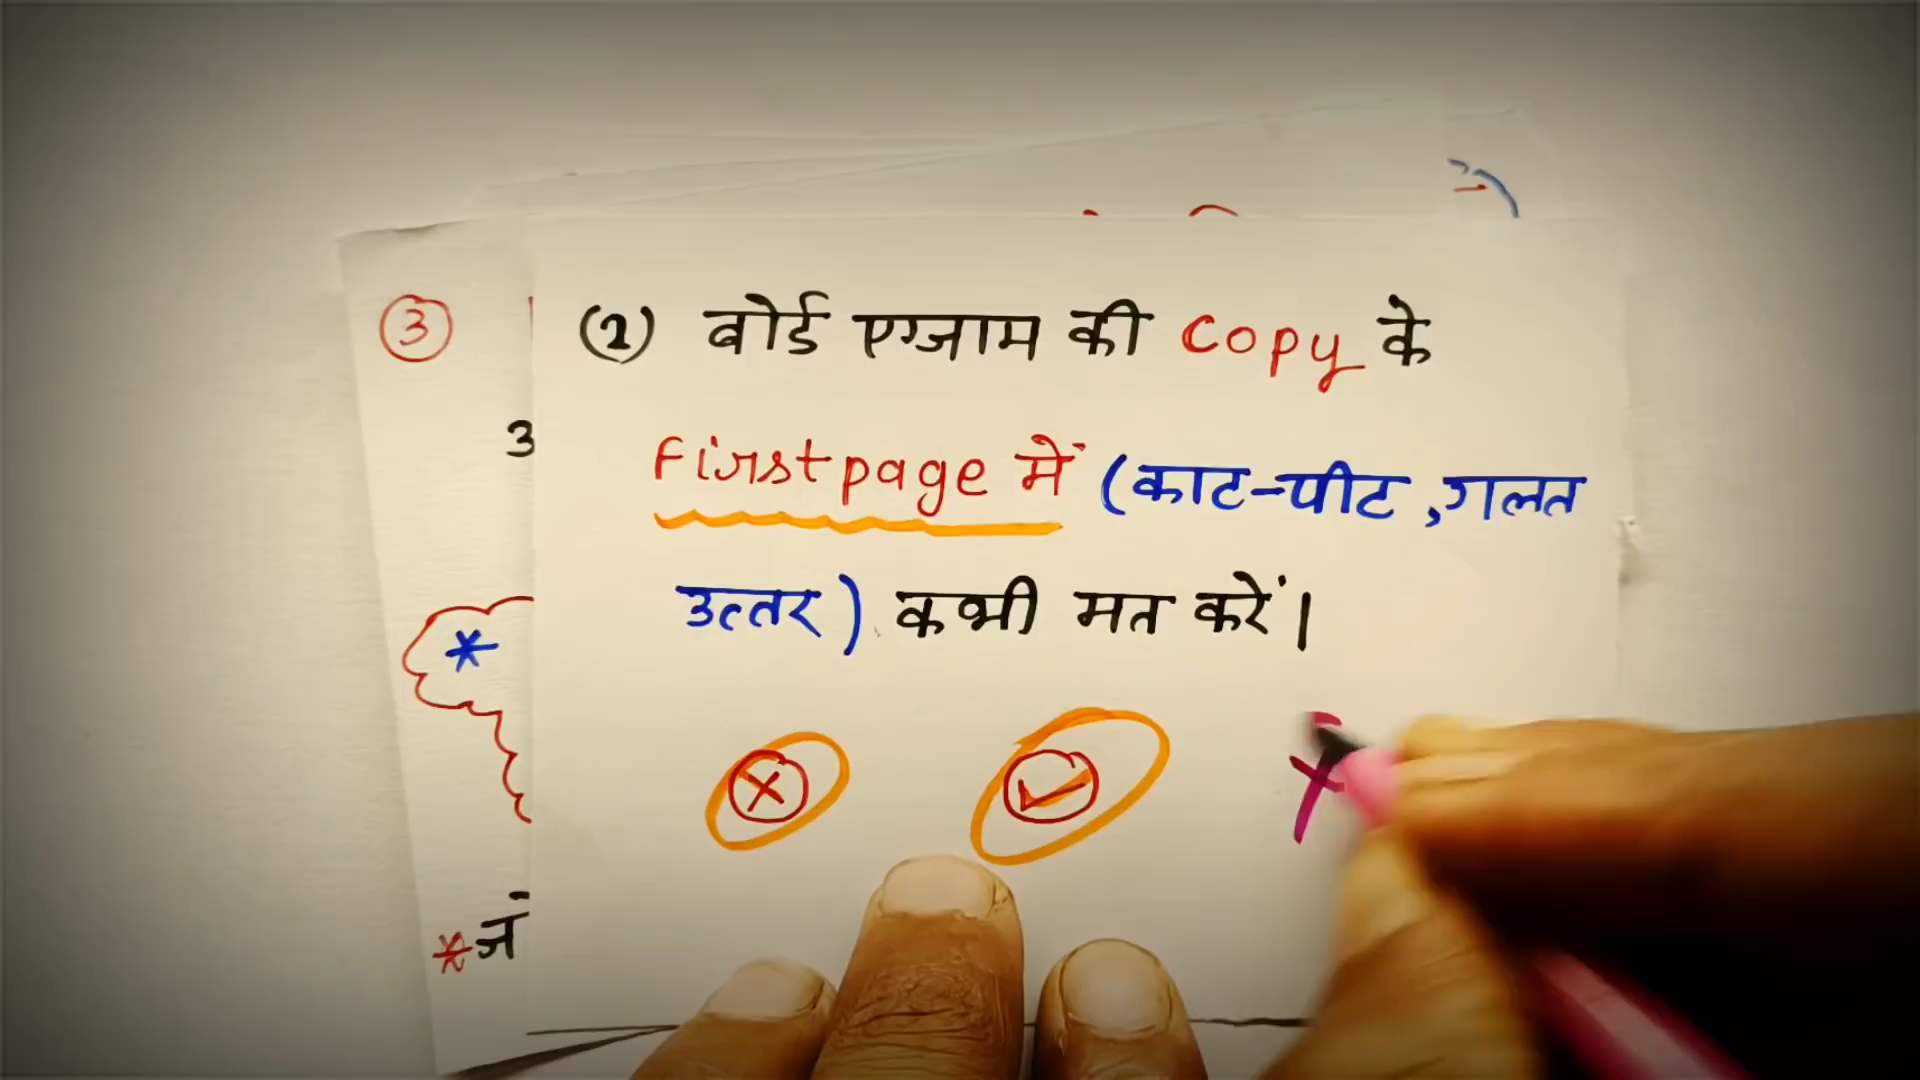 (2) बोर्ड एग्जाम की Copy के
First page में (काट-पीट, गलत
उत्तर) कभी मत करें।
3
3
*
*जं